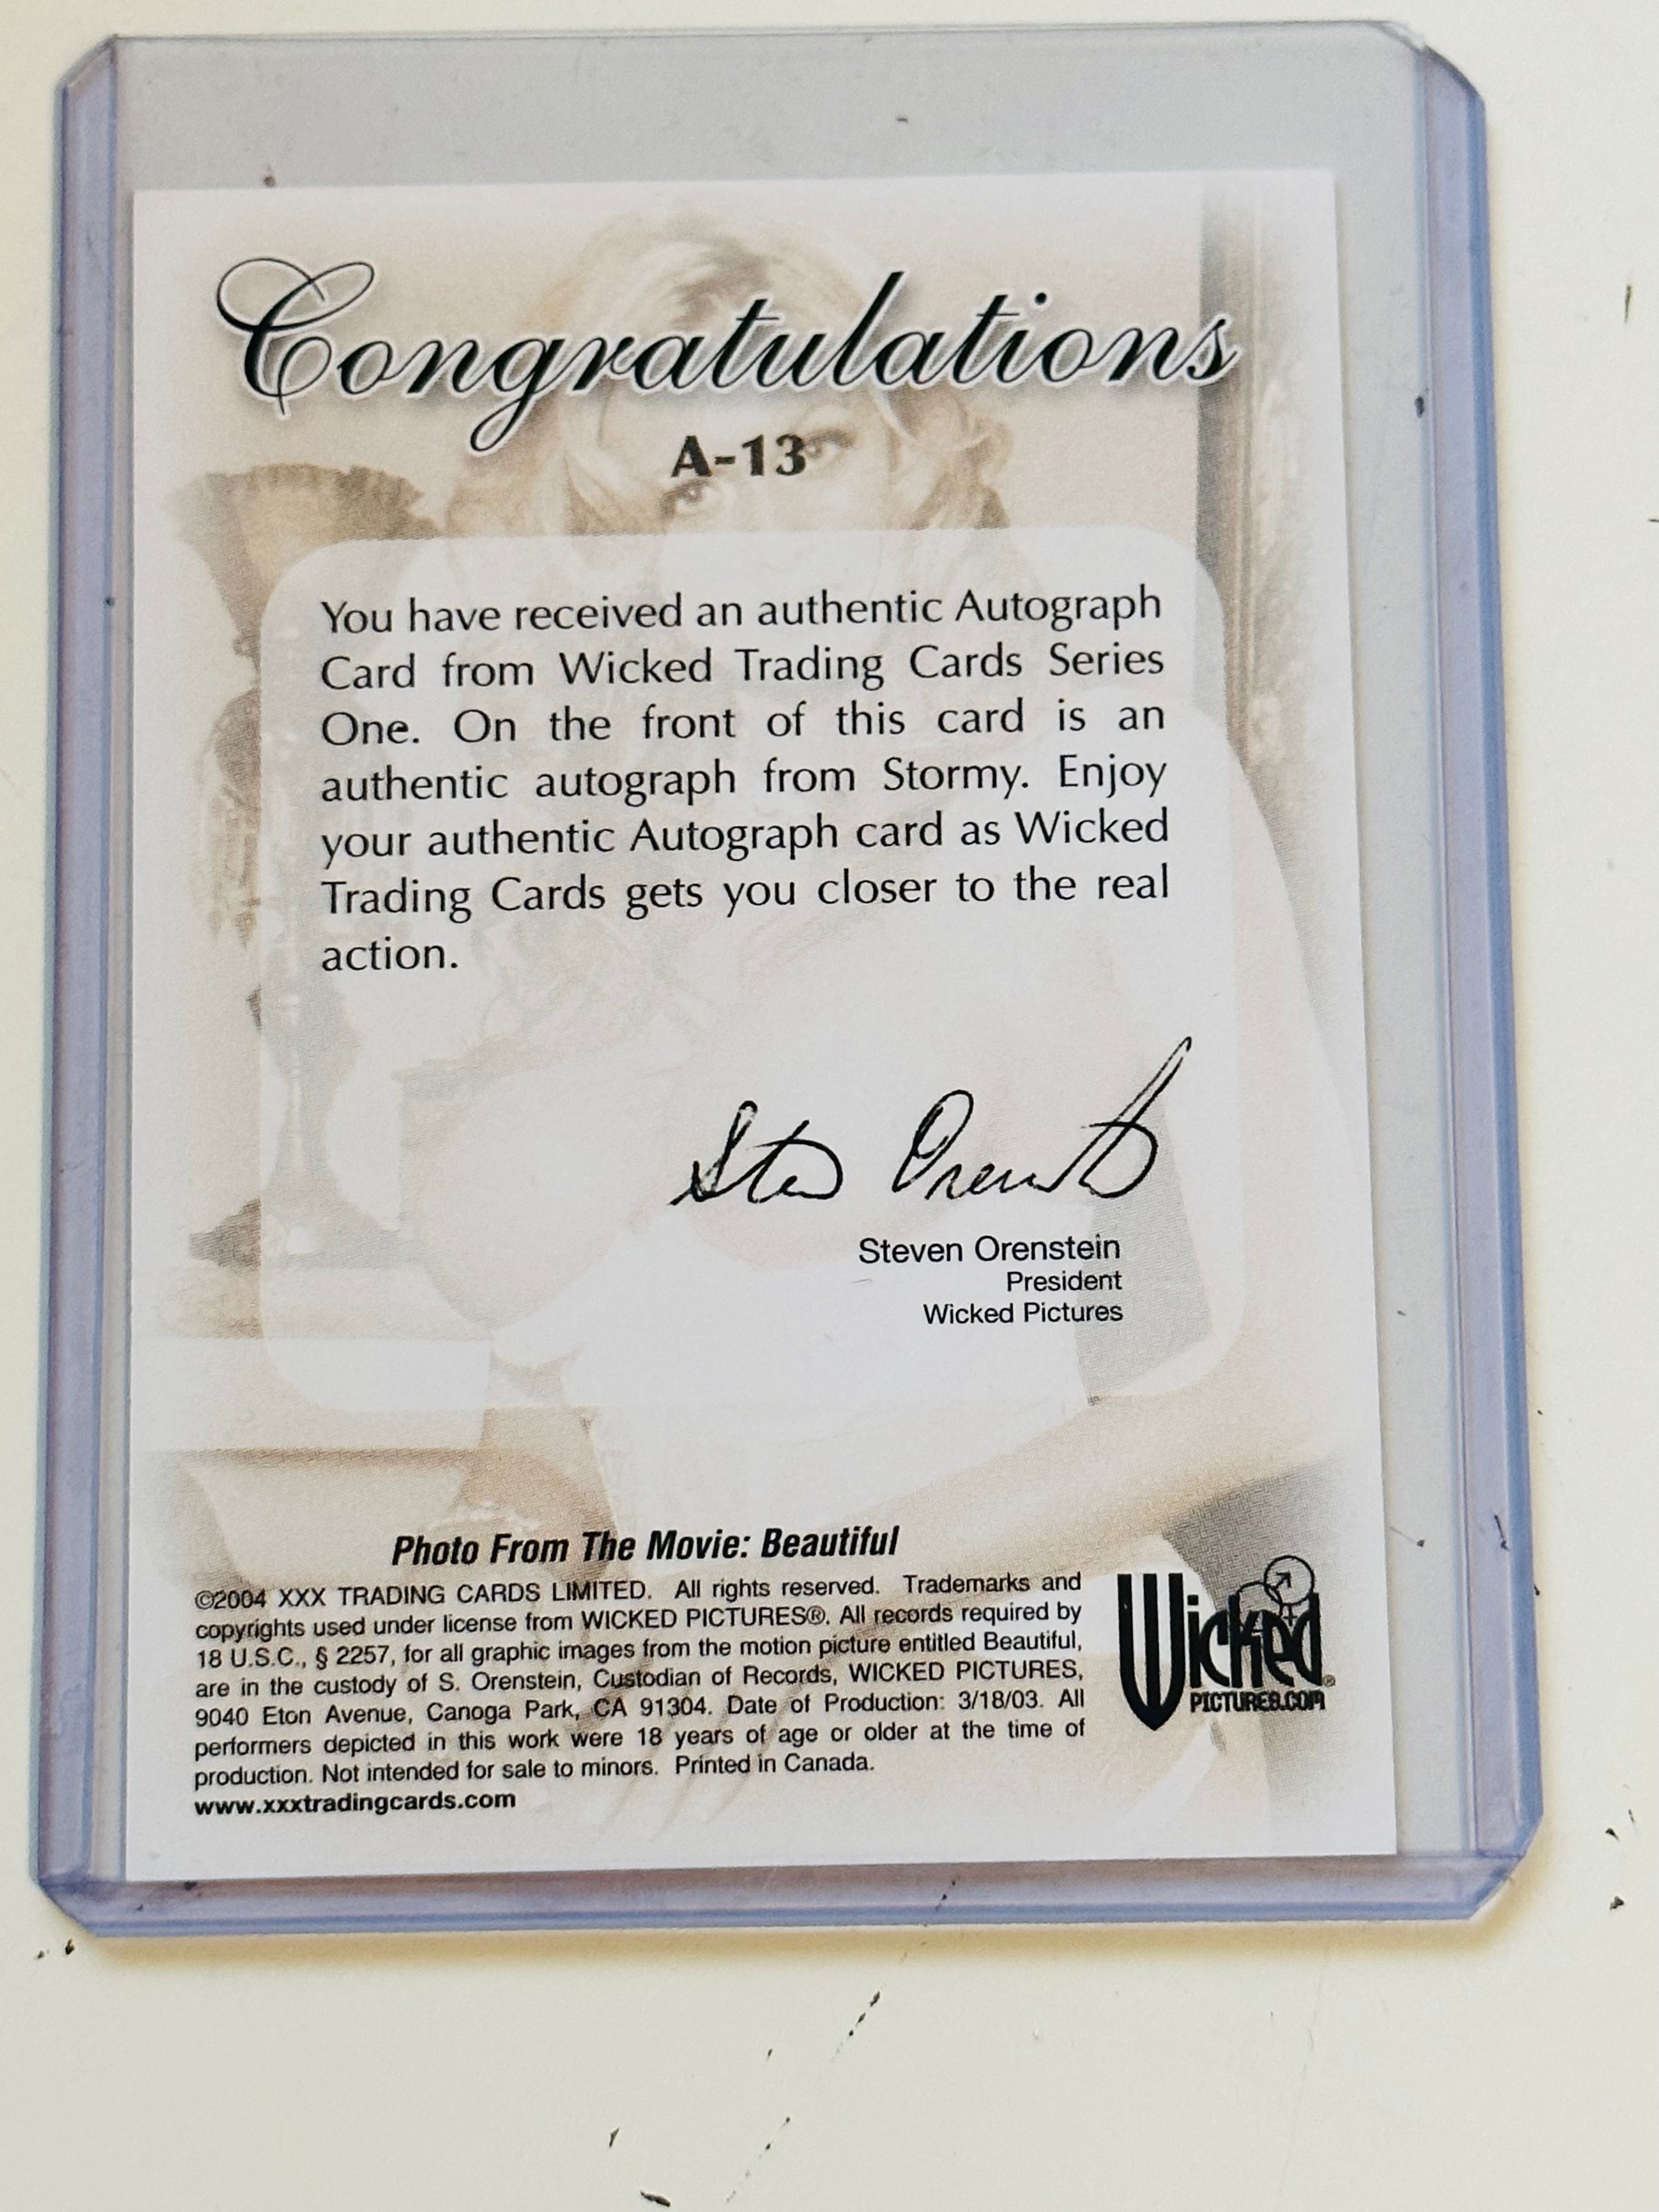 Congratulations
A-13
You have received an authentic Autograph
Card from Wicked Trading Cards Series
One. On the front of this card is an
authentic autograph from Stormy. Enjoy
your authentic Autograph card as Wicked
Trading Cards gets you closer to the real
action.
Steven Orenstein
President
Wicked Pictures
Photo From The Movie: Beautiful
©2004 XXX TRADING CARDS LIMITED. All rights reserved. Trademarks and
copyrights used under license from WICKED PICTURES®. All records required by
18 U.S.C., § 2257, for all graphic images from the motion picture entitled Beautiful,
are in the custody of S. Orenstein, Custodian of Records, WICKED PICTURES,
9040 Eton Avenue, Canoga Park, CA 91304. Date of Production: 3/18/03. All
performers depicted in this work were 18 years of age or older at the time of
production. Not intended for sale to minors. Printed in Canada.
www.xxxtradingcards.com
Wicked®
PICTURES.COM